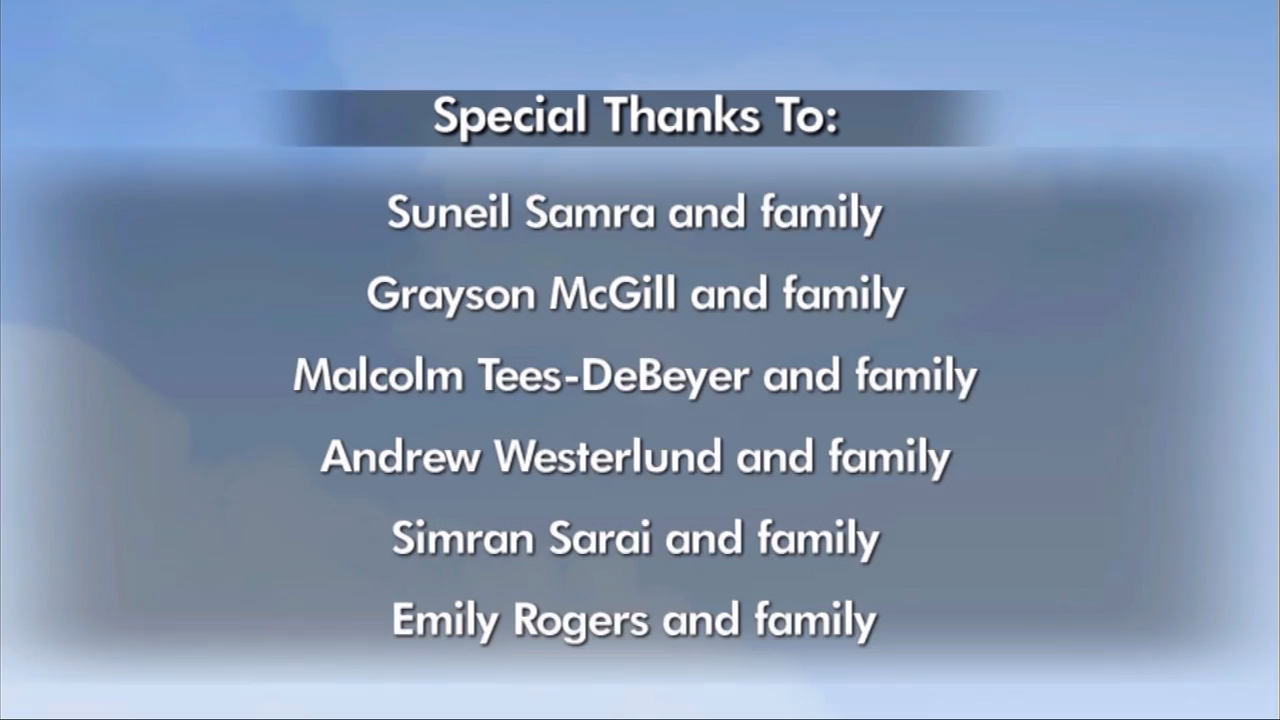 Special Thanks To:
Suneil Samra and family
Grayson McGill and family
Malcolm Tees-DeBeyer and family
Andrew Westerlund and family
Simran Sarai and family
Emily Rogers and family